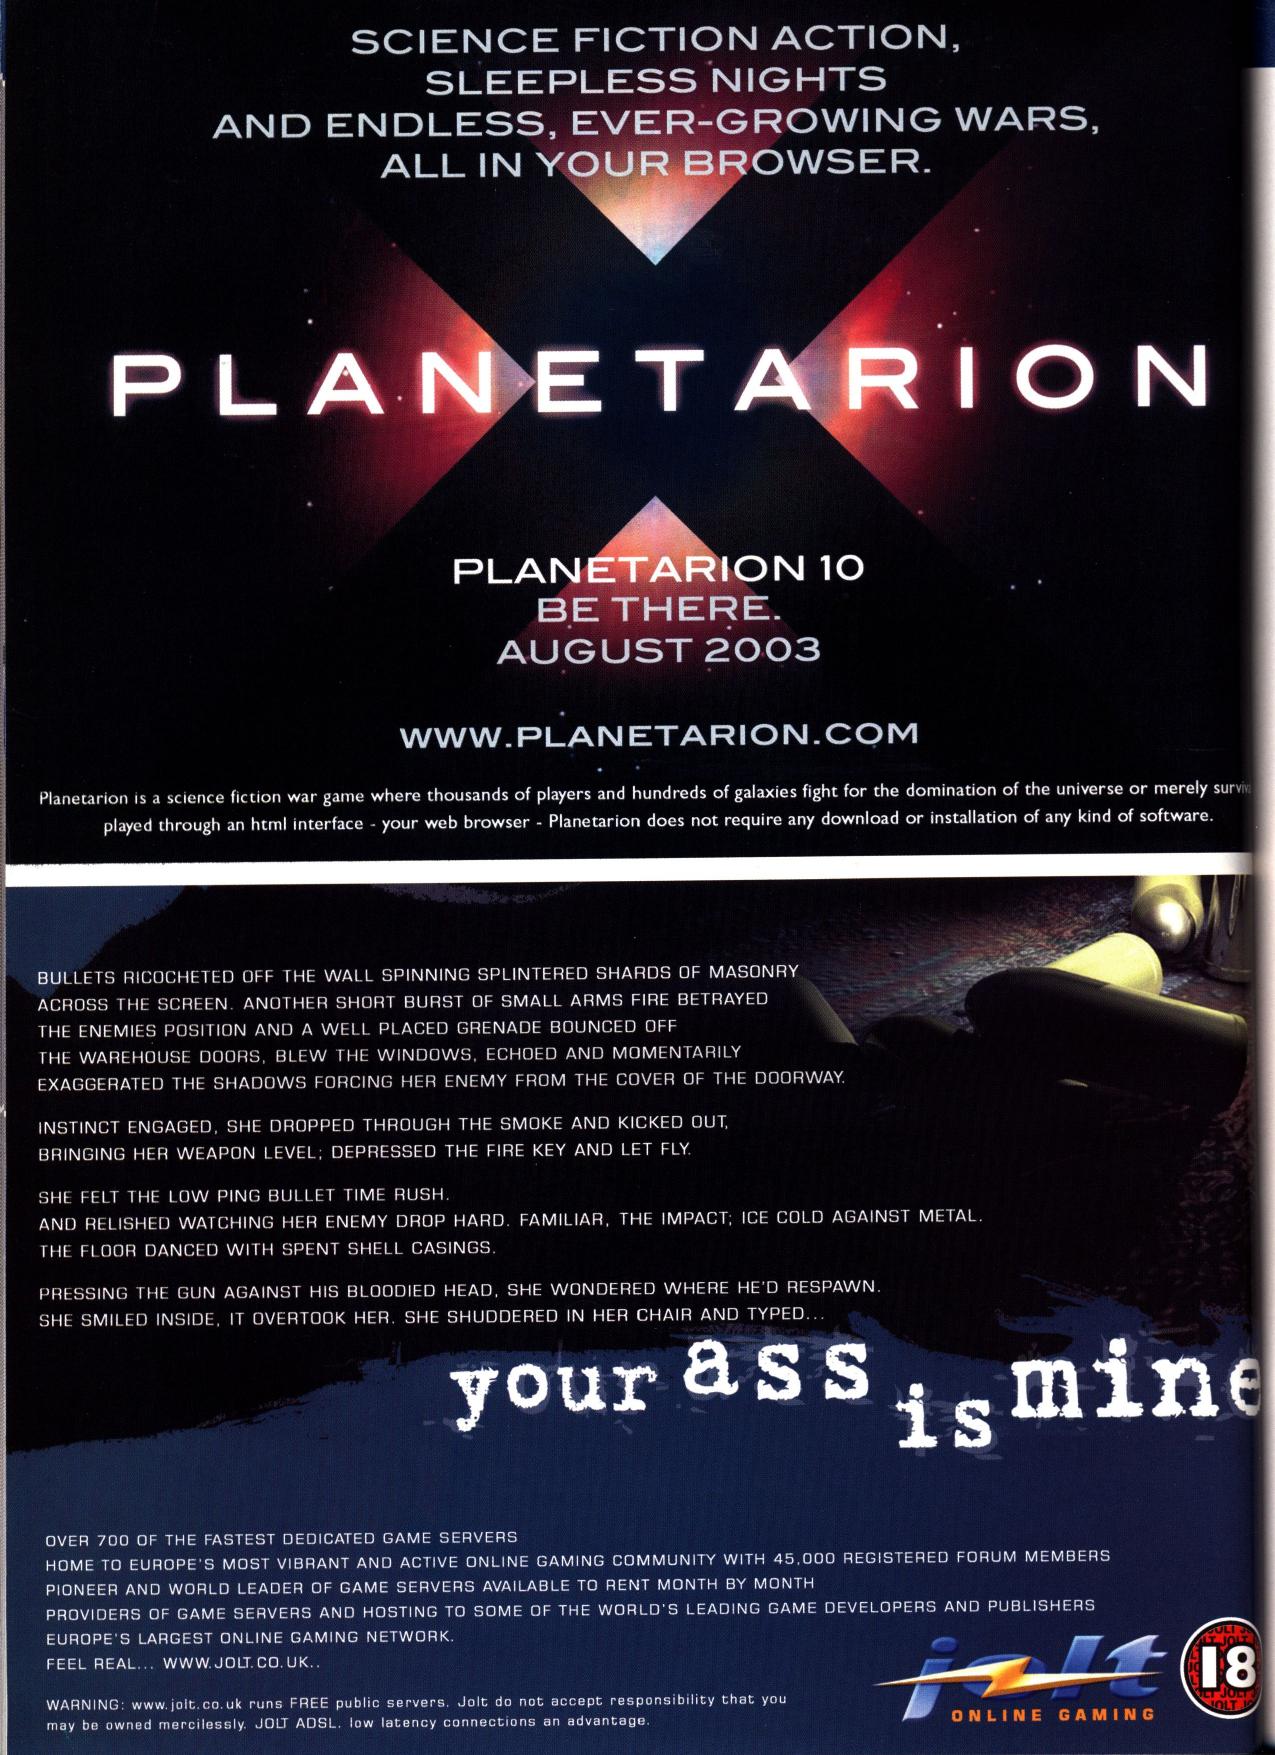 SCIENCE FICTION ACTION,
SLEEPLESS NIGHTS
AND ENDLESS, EVER-GROWING WARS,
ALL IN YOUR BROWSER.
PLANETARION
PLANETARION 10
BE THERE.
AUGUST 2003
WWW.PLANETARION.COM
Planetarion is a science fiction war game where thousands of players and hundreds of galaxies fight for the domination of the universe or merely
played through an html interface - your web browser - Planetarion does not require any download or installation of any kind of software.
BULLETS RICOCHETED OFF THE WALL SPINNING SPLINTERED SHARDS OF MASONRY
ACROSS THE SCREEN. ANOTHER SHORT BURST OF SMALL ARMS FIRE BETRAYED
THE ENEMIES POSITION AND A WELL PLACED GRENADE BOUNCED OFF
THE WAREHOUSE DOORS, BLEW THE WINDOWS, ECHOED AND MOMENTARILY
EXAGGERATED THE SHADOWS FORCING HER ENEMY FROM THE COVER OF THE DOORWAY.
INSTINCT ENGAGED, SHE DROPPED THROUGH THE SMOKE AND KICKED OUT,
BRINGING HER WEAPON LEVEL; DEPRESSED THE FIRE KEY AND LET FLY.
SHE FELT THE LOW PING BULLET TIME RUSH.
AND RELISHED WATCHING HER ENEMY DROP HARD. FAMILIAR, THE IMPACT; ICE COLD AGAINST METAL.
THE FLOOR DANCED WITH SPENT SHELL CASINGS.
PRESSING THE GUN AGAINST HIS BLOODIED HEAD, SHE WONDERED WHERE HE'D RESPAWN.
SHE SMILED INSIDE, IT OVERTOOK HER. SHE SHUDDERED IN HER CHAIR AND TYPED...
your ass is mine
OVER 700 OF THE FASTEST DEDICATED GAME SERVERS
HOME TO EUROPE'S MOST VIBRANT AND ACTIVE ONLINE GAMING COMMUNITY WITH 45,000 REGISTERED FORUM MEMBERS
PIONEER AND WORLD LEADER OF GAME SERVERS AVAILABLE TO RENT MONTH BY MONTH
PROVIDERS OF GAME SERVERS AND HOSTING TO SOME OF THE WORLD'S LEADING GAME DEVELOPERS AND PUBLISHERS
EUROPE'S LARGEST ONLINE GAMING NETWORK.
FEEL REAL... WWW.JOLT.CO.UK..
WARNING: www.jolt.co.uk runs FREE public servers. Jolt do not accept responsibility that you
may be owned mercilessly. JOLT ADSL. low latency connections an advantage.
jolt
ONLINE GAMING
18